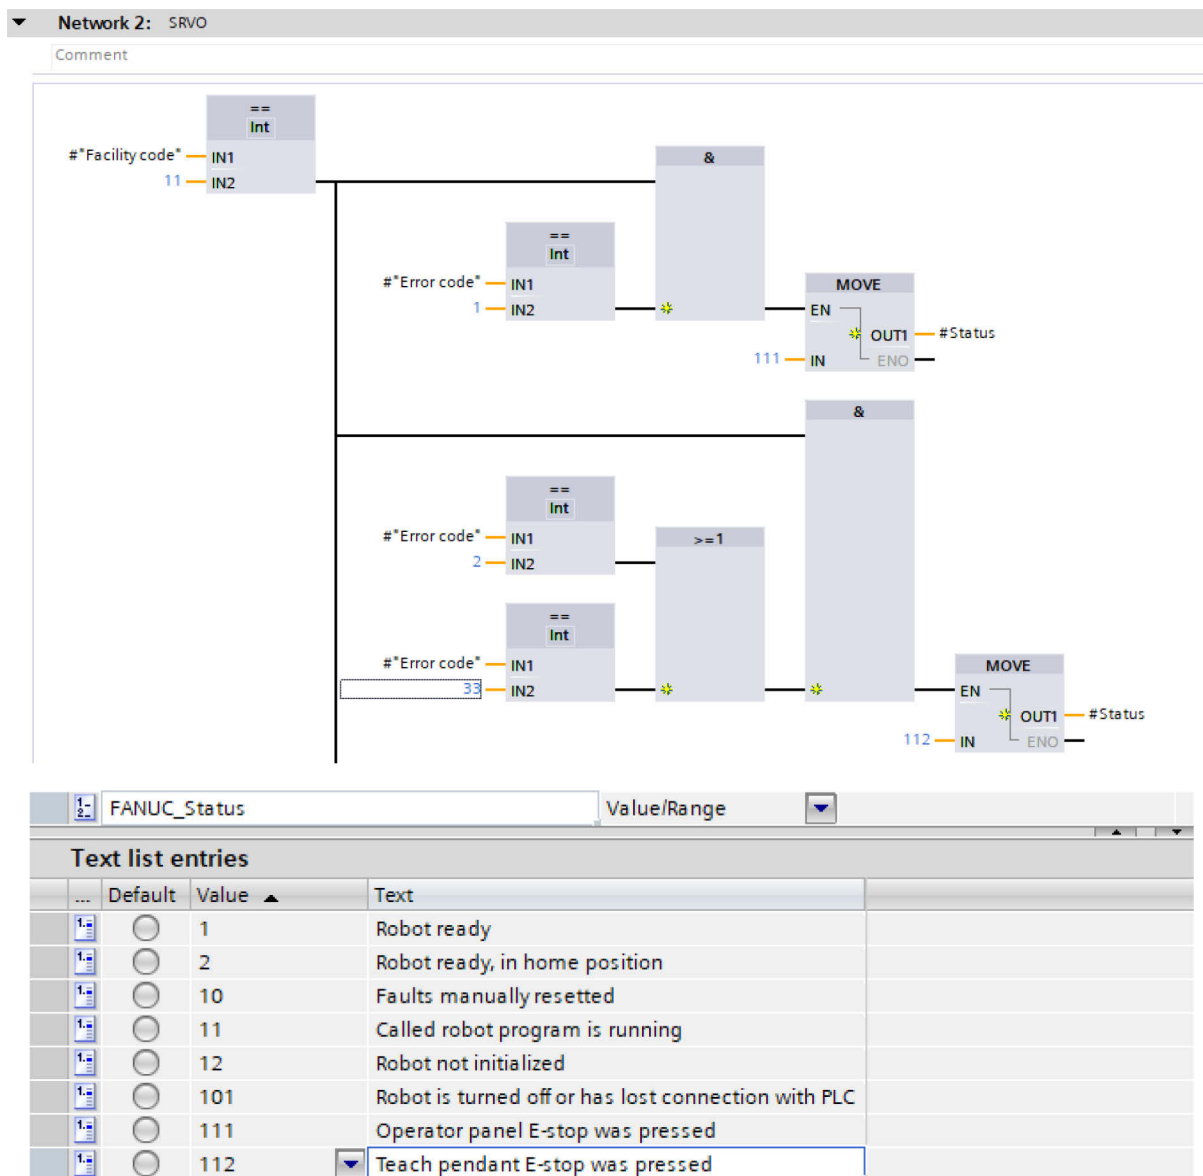 Network 2: SRVO
Comment
==
Int
#"Facility code" IN1
11 IN2
&
==
Int
#"Error code" IN1
1 IN2
MOVE
EN
OUT1 #Status
111 IN ENO
&
==
Int
#"Error code" IN1
2 IN2
>=1
==
Int
#"Error code" IN1
33 IN2
MOVE
EN
OUT1 #Status
112 IN ENO
FANUC_Status Value/Range
Text list entries
... Default Value Text
1 Robot ready
2 Robot ready, in home position
10 Faults manually resetted
11 Called robot program is running
12 Robot not initialized
101 Robot is turned off or has lost connection with PLC
111 Operator panel E-stop was pressed
112 Teach pendant E-stop was pressed